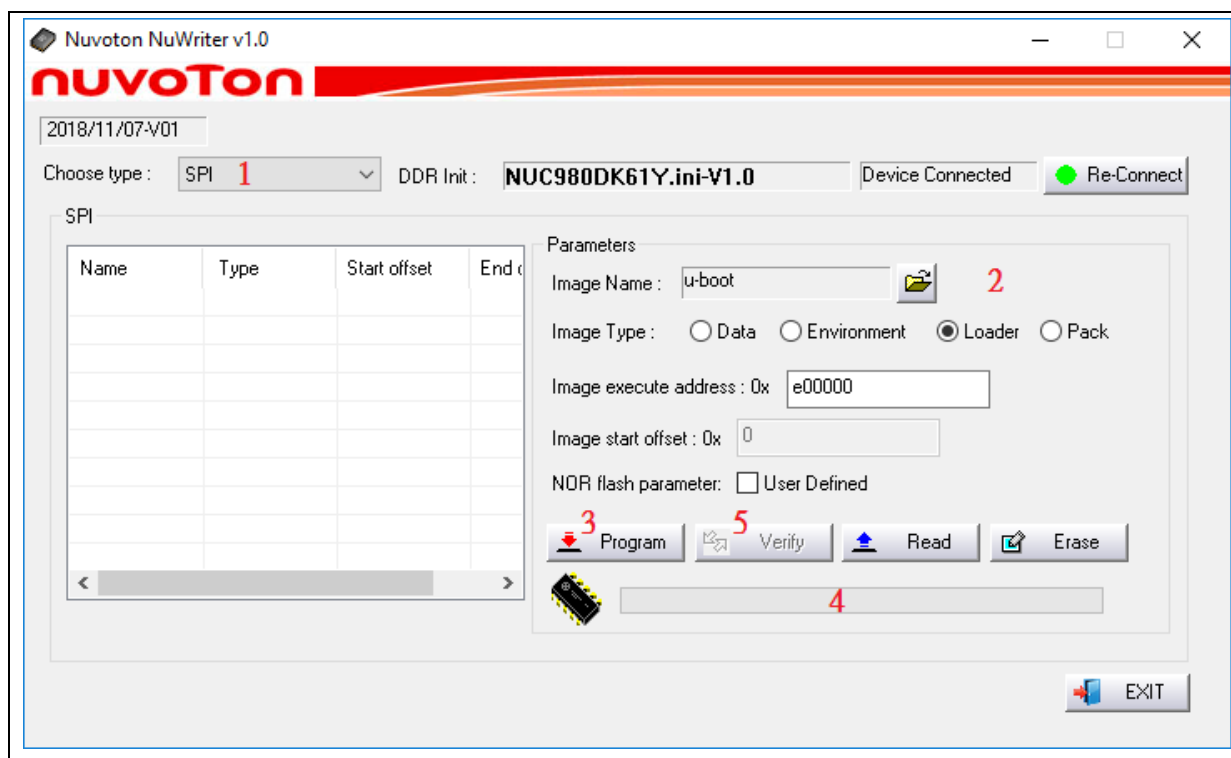 Nuvoton NuWriter v1.0
nuvoTon
2018/11/07-V01
Choose type : SPI 1 DDR Init : NUC980DK61Y.ini-V1.0 Device Connected Re-Connect
SPI
Name Type Start offset End
Parameters
Image Name : u-boot 2
Image Type : Data Environment Loader Pack
Image execute address : 0x e00000
Image start offset : 0x 0
NOR flash parameter: User Defined
3 Program 5 Verify Read Erase
4
EXIT